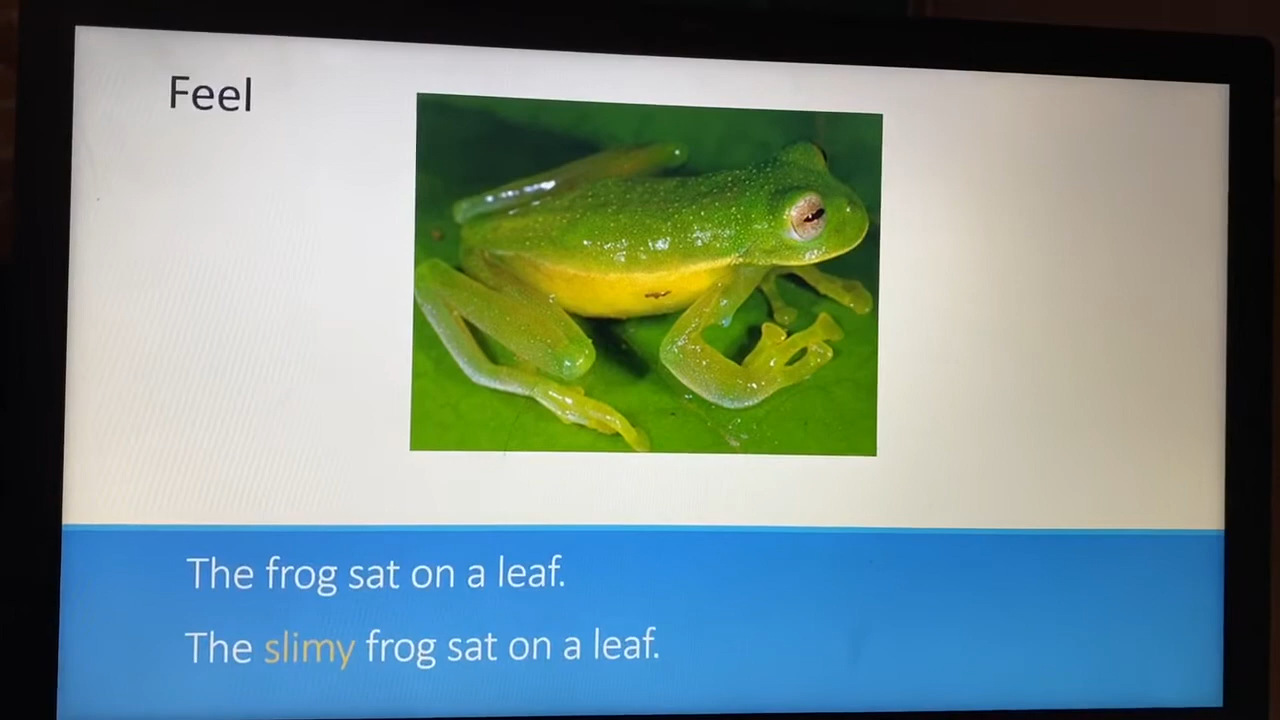 Feel
The frog sat on a leaf.
The slimy frog sat on a leaf.